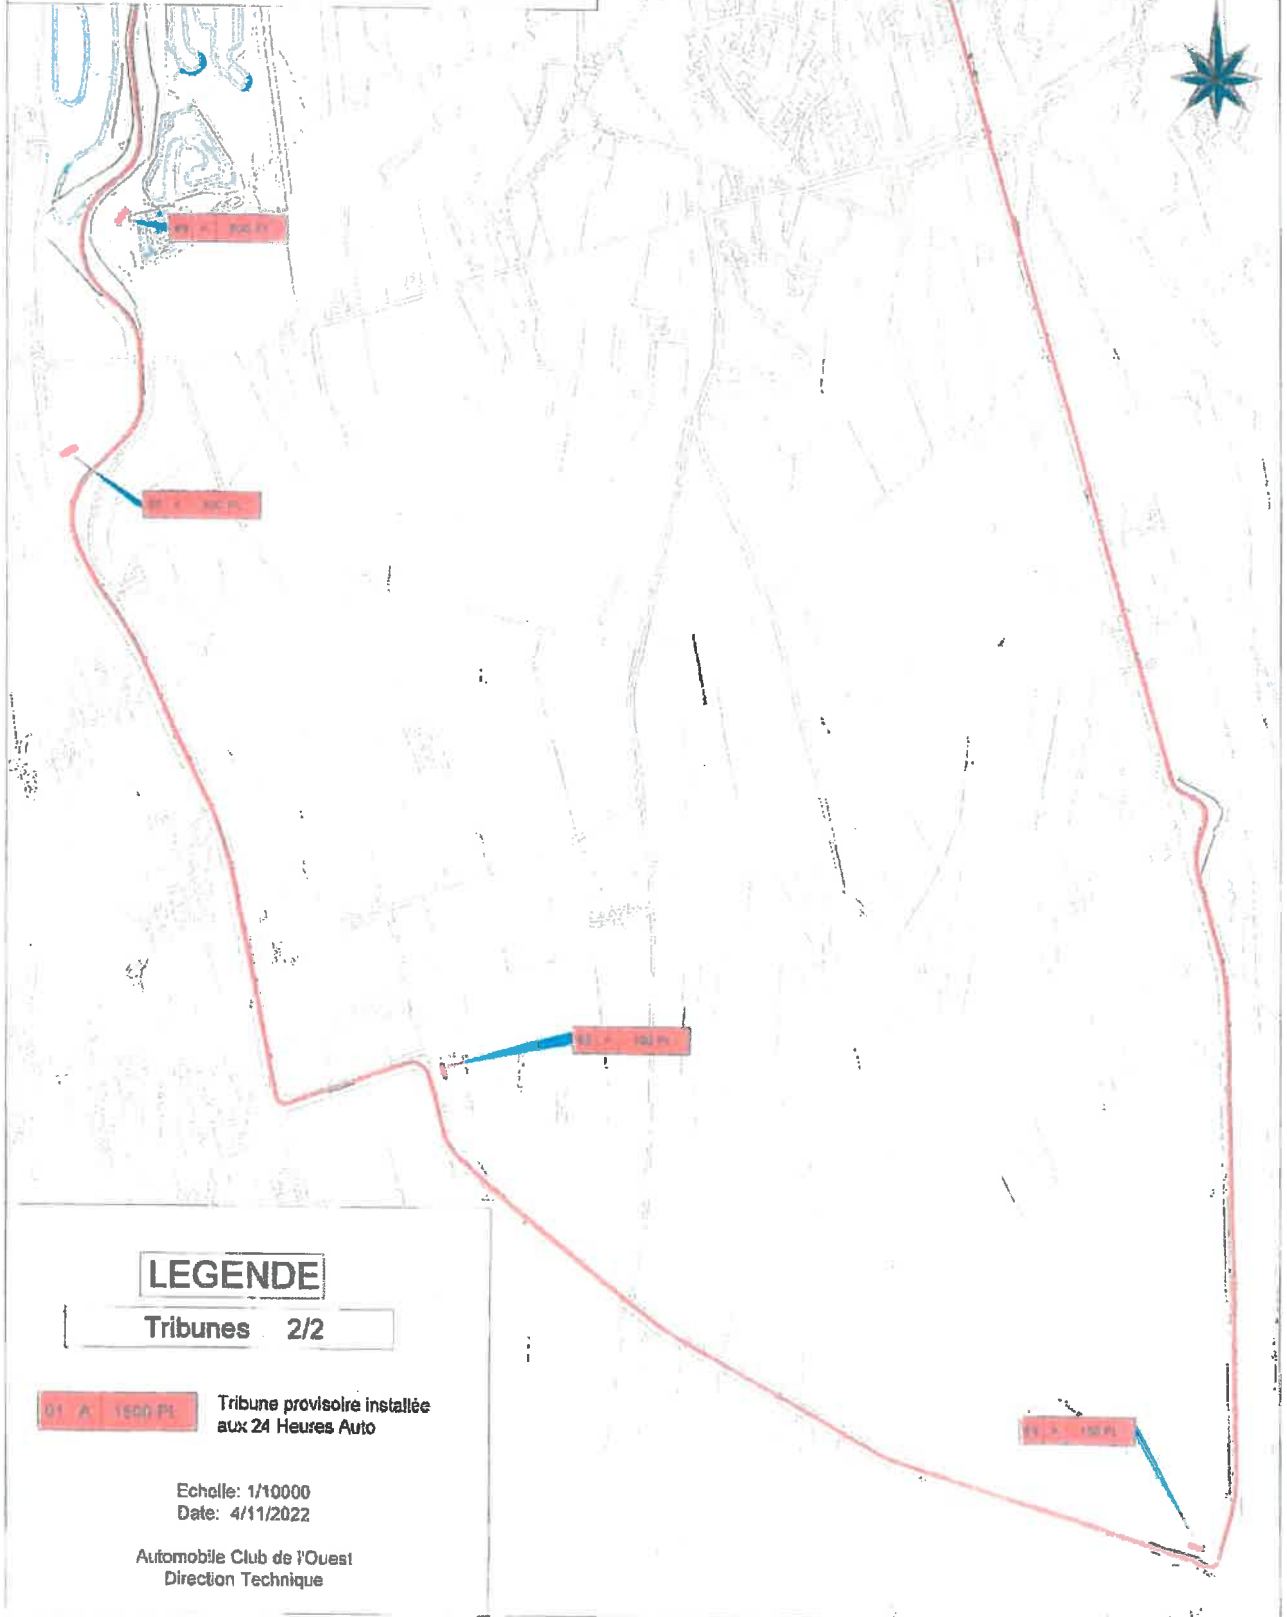 LEGENDE
Tribunes 2/2
01 A 1500 Pl
Tribune provisoire installée
aux 24 Heures Auto
Echelle: 1/10000
Date: 4/11/2022
Automobile Club de l'Ouest
Direction Technique